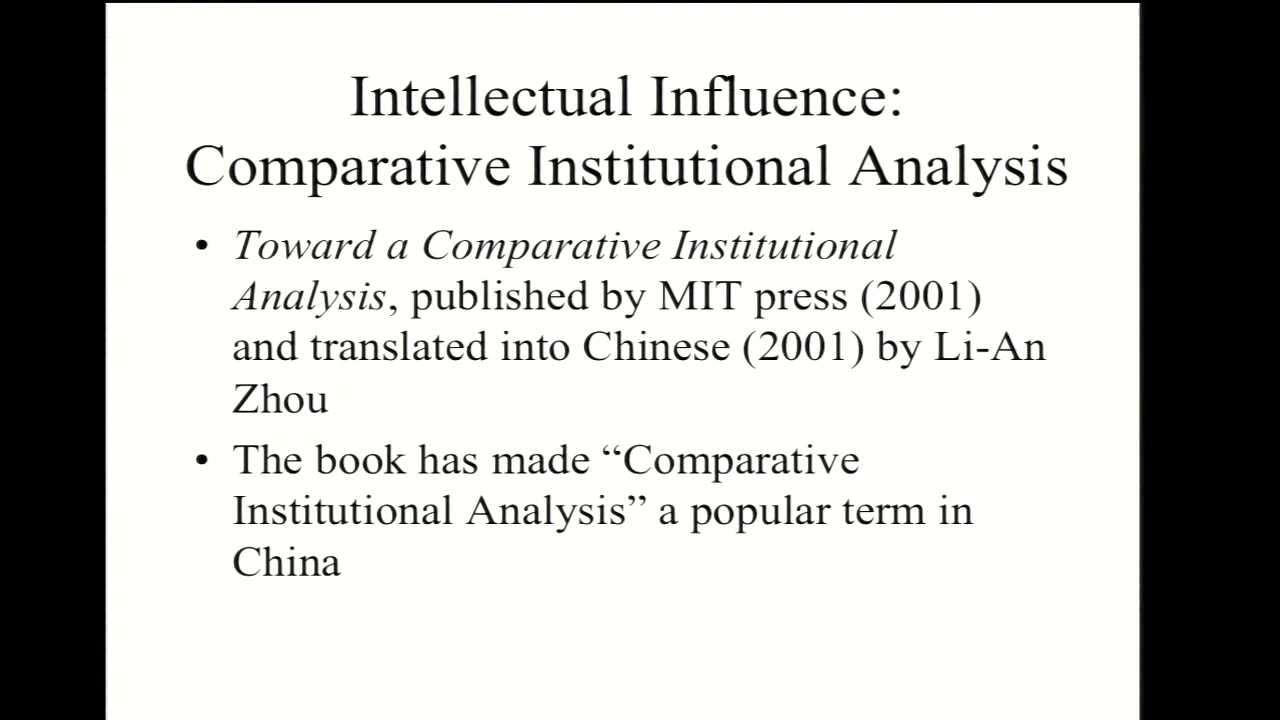 Intellectual Influence:
Comparative Institutional Analysis
• Toward a Comparative Institutional
Analysis, published by MIT press (2001)
and translated into Chinese (2001) by Li-An
Zhou
• The book has made “Comparative
Institutional Analysis” a popular term in
China